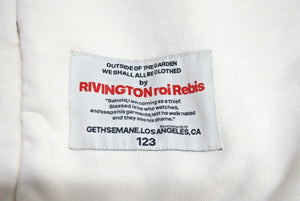 OUTSIDE OF THE GARDEN
WE SHALL ALL BE CLOTHED
by
RIVINGTON roi Rebis
"Behold, I am coming as a thief.
Blessed is he who watches,
and keeps his garments, lest he walk naked
and they see his shame."
GETHSEMANE, LOS ANGELES, CA
123